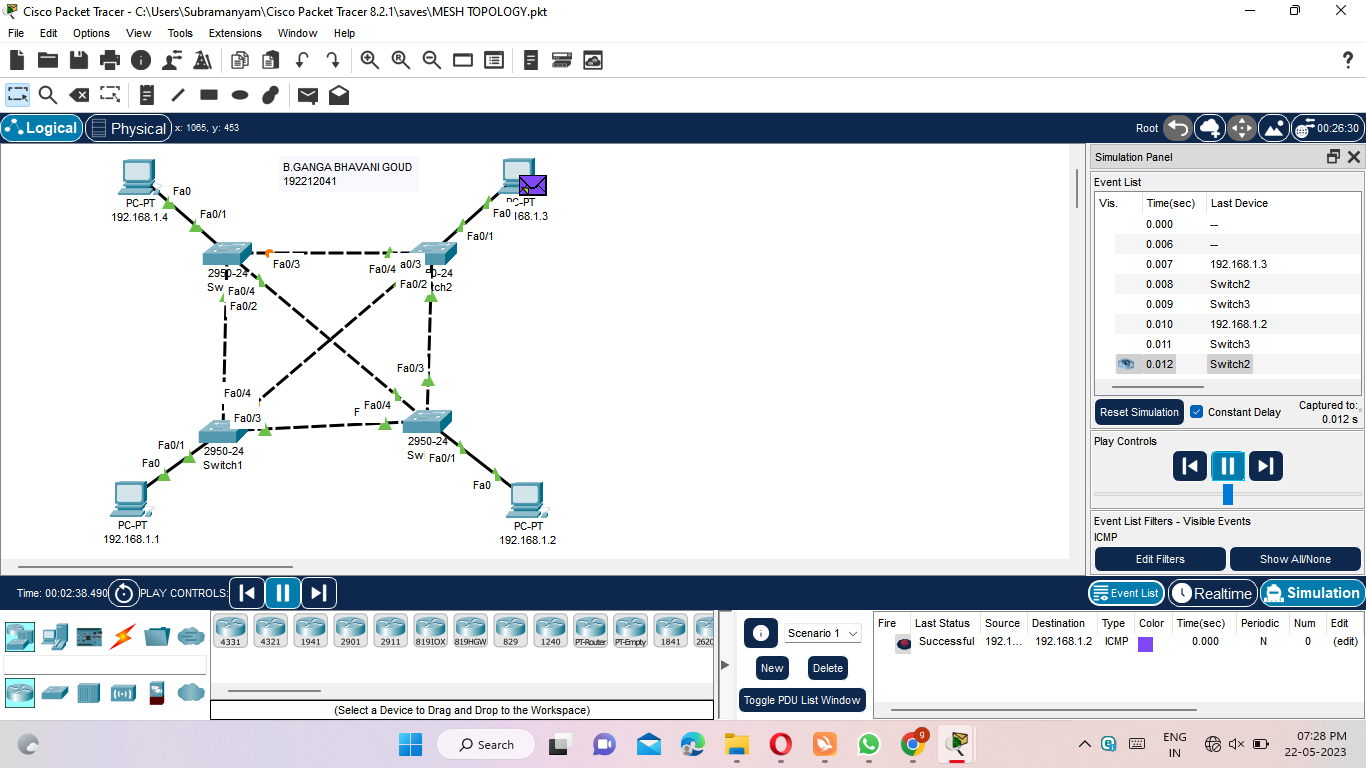 Cisco Packet Tracer - C:\Users\Subramanyam\Cisco Packet Tracer 8.2.1\saves\MESH TOPOLOGY.pkt
File Edit Options View Tools Extensions Window Help
Logical Physical x: 1065, y: 453 Root 00:26:30
B.GANGA BHAVANI GOUD
192212041
PC-PT
192.168.1.4
Fa0
Fa0/1
PC-PT
168.1.3
Fa0
Fa0/1
2950-24
Sw
Fa0/3
Fa0/4
Fa0/2
Fa0/4
a0/3
0-24
Fa0/2
tch2
Fa0/4
Fa0/3
2950-24
Switch1
Fa0/1
Fa0
PC-PT
192.168.1.1
Fa0/3
F
Fa0/4
2950-24
Swi
Fa0/1
Fa0
PC-PT
192.168.1.2
Simulation Panel
Event List
Vis. Time(sec) Last Device
0.000 --
0.006 --
0.007 192.168.1.3
0.008 Switch2
0.009 Switch3
0.010 192.168.1.2
0.011 Switch3
0.012 Switch2
Reset Simulation Constant Delay Captured to:
0.012 s
Play Controls
Event List Filters - Visible Events
ICMP
Edit Filters Show All/None
Time: 00:02:38.490 PLAY CONTROLS: Event List Realtime Simulation
4331 4321 1941 2901 2911 819IOX 819HGW 829 1240 PT-Router PT-Empty 1841 2620
(Select a Device to Drag and Drop to the Workspace)
Scenario 1
New Delete
Toggle PDU List Window
Fire Last Status Source Destination Type Color Time(sec) Periodic Num Edit
Successful 192.1... 192.168.1.2 ICMP 0.000 N 0 (edit)
Search
9
ENG
IN
07:28 PM
22-05-2023